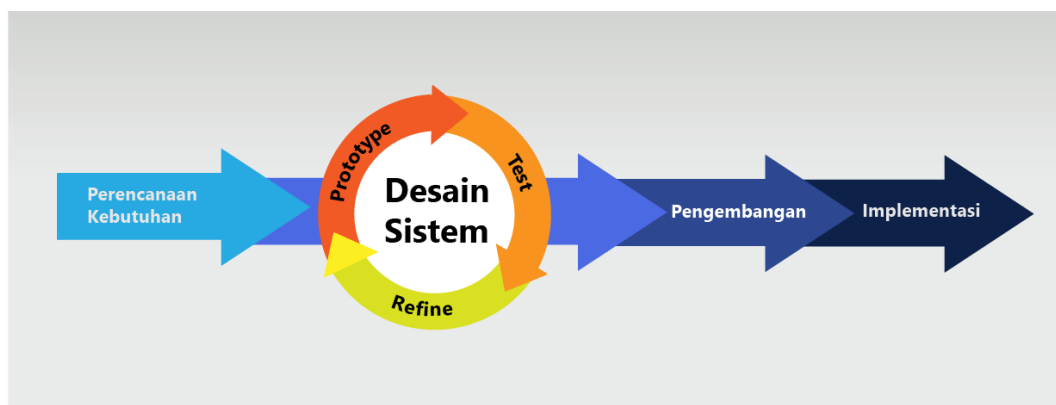 Perencanaan
Kebutuhan
Prototype
Test
Desain
Sistem
Refine
Pengembangan
Implementasi